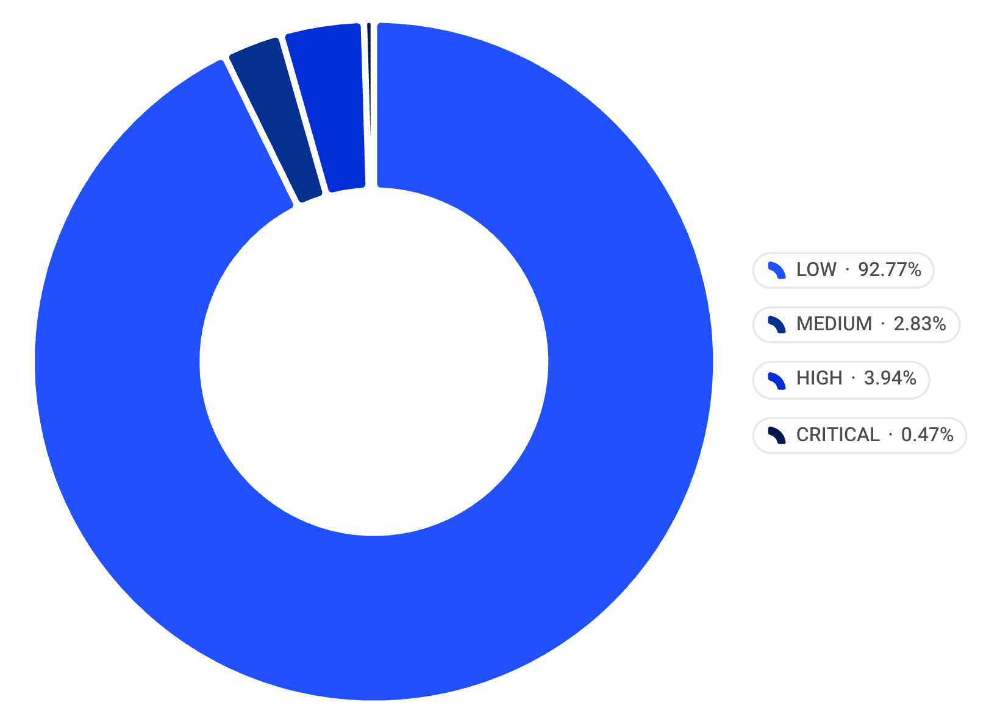 LOW · 92.77%
MEDIUM · 2.83%
HIGH · 3.94%
CRITICAL · 0.47%